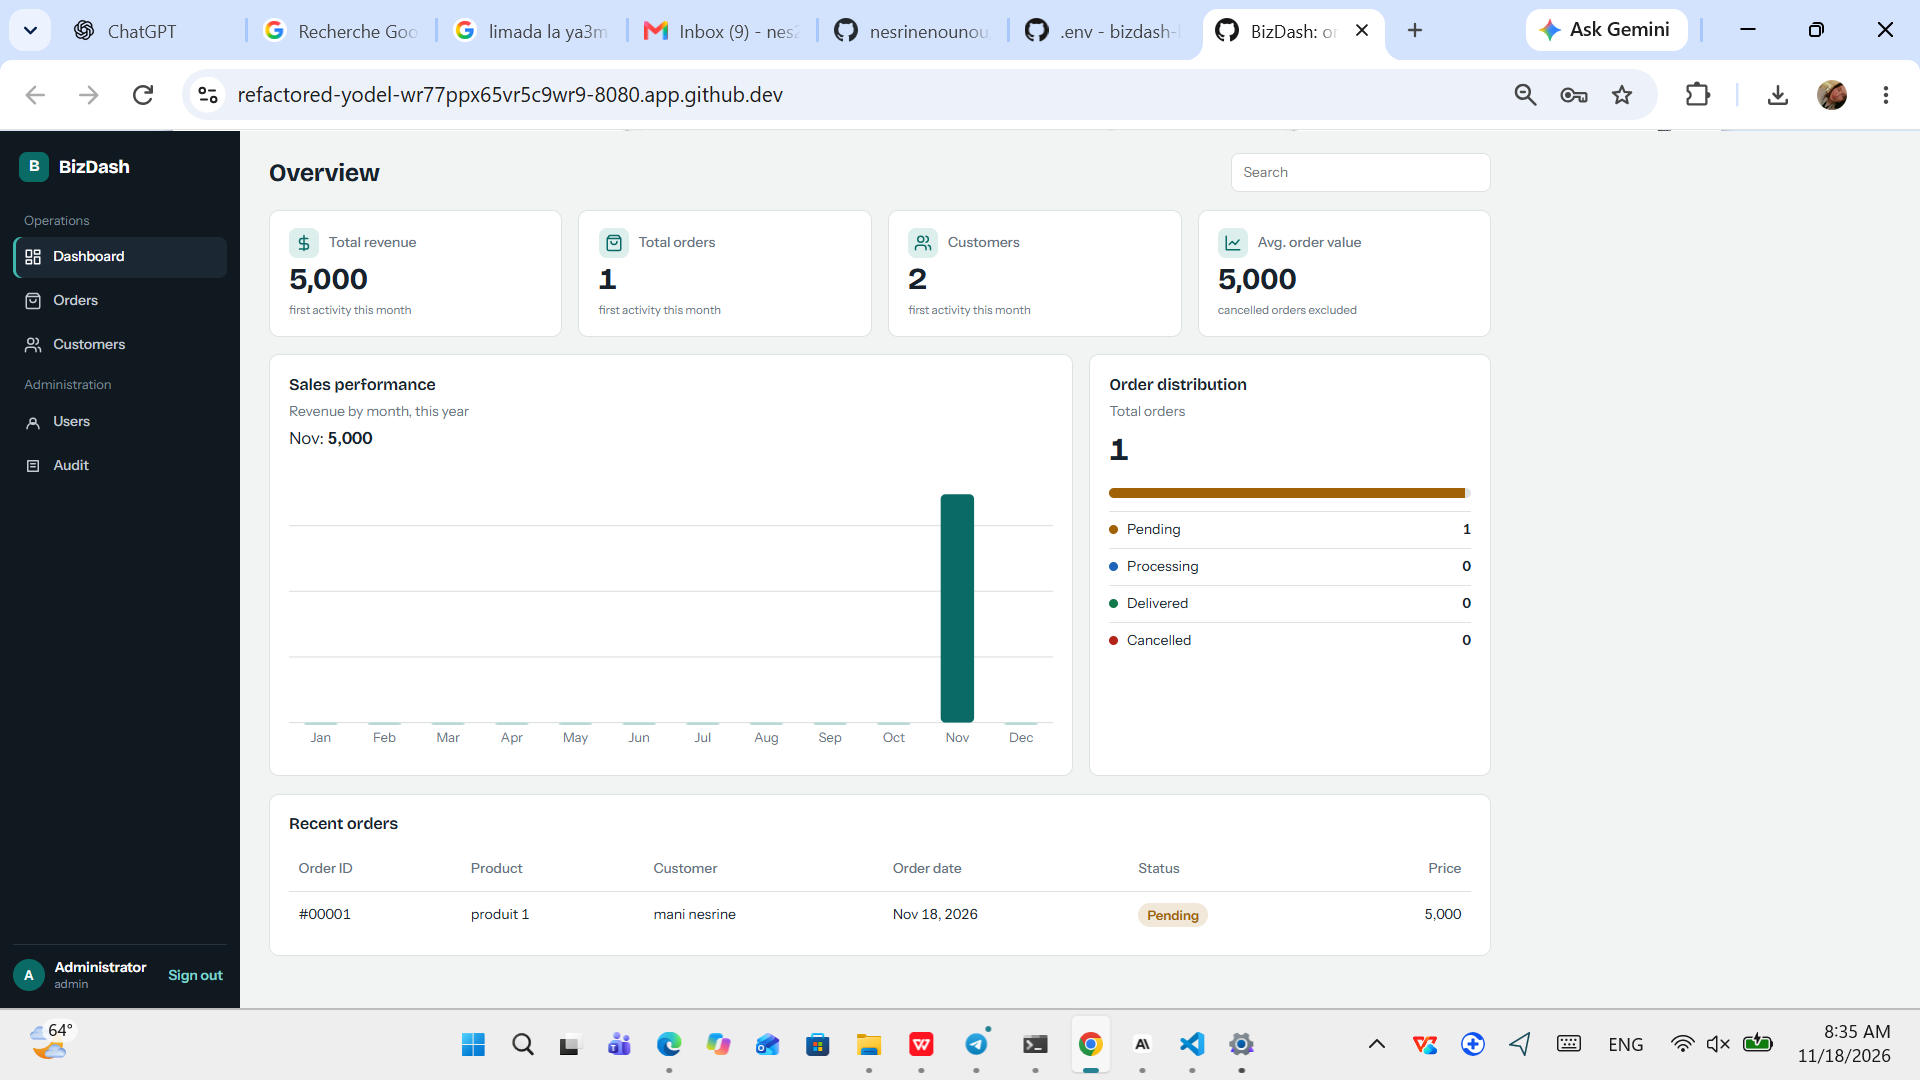 ChatGPT
Recherche Goo
limada la ya3m
Inbox (9) - nes2
nesrinenounou
.env - bizdash-
BizDash: or
Ask Gemini
refactored-yodel-wr77ppx65vr5c9wr9-8080.app.github.dev
B BizDash
Operations
Dashboard
Orders
Customers
Administration
Users
Audit
A Administrator
admin
Sign out
Overview
Search
Total revenue
5,000
first activity this month
Total orders
1
first activity this month
Customers
2
first activity this month
Avg. order value
5,000
cancelled orders excluded
Sales performance
Revenue by month, this year
Nov: 5,000
Jan Feb Mar Apr May Jun Jul Aug Sep Oct Nov Dec
Order distribution
Total orders
1
Pending 1
Processing 0
Delivered 0
Cancelled 0
Recent orders
Order ID Product Customer Order date Status Price
#00001 produit 1 mani nesrine Nov 18, 2026 Pending 5,000
64°
ENG
8:35 AM
11/18/2026